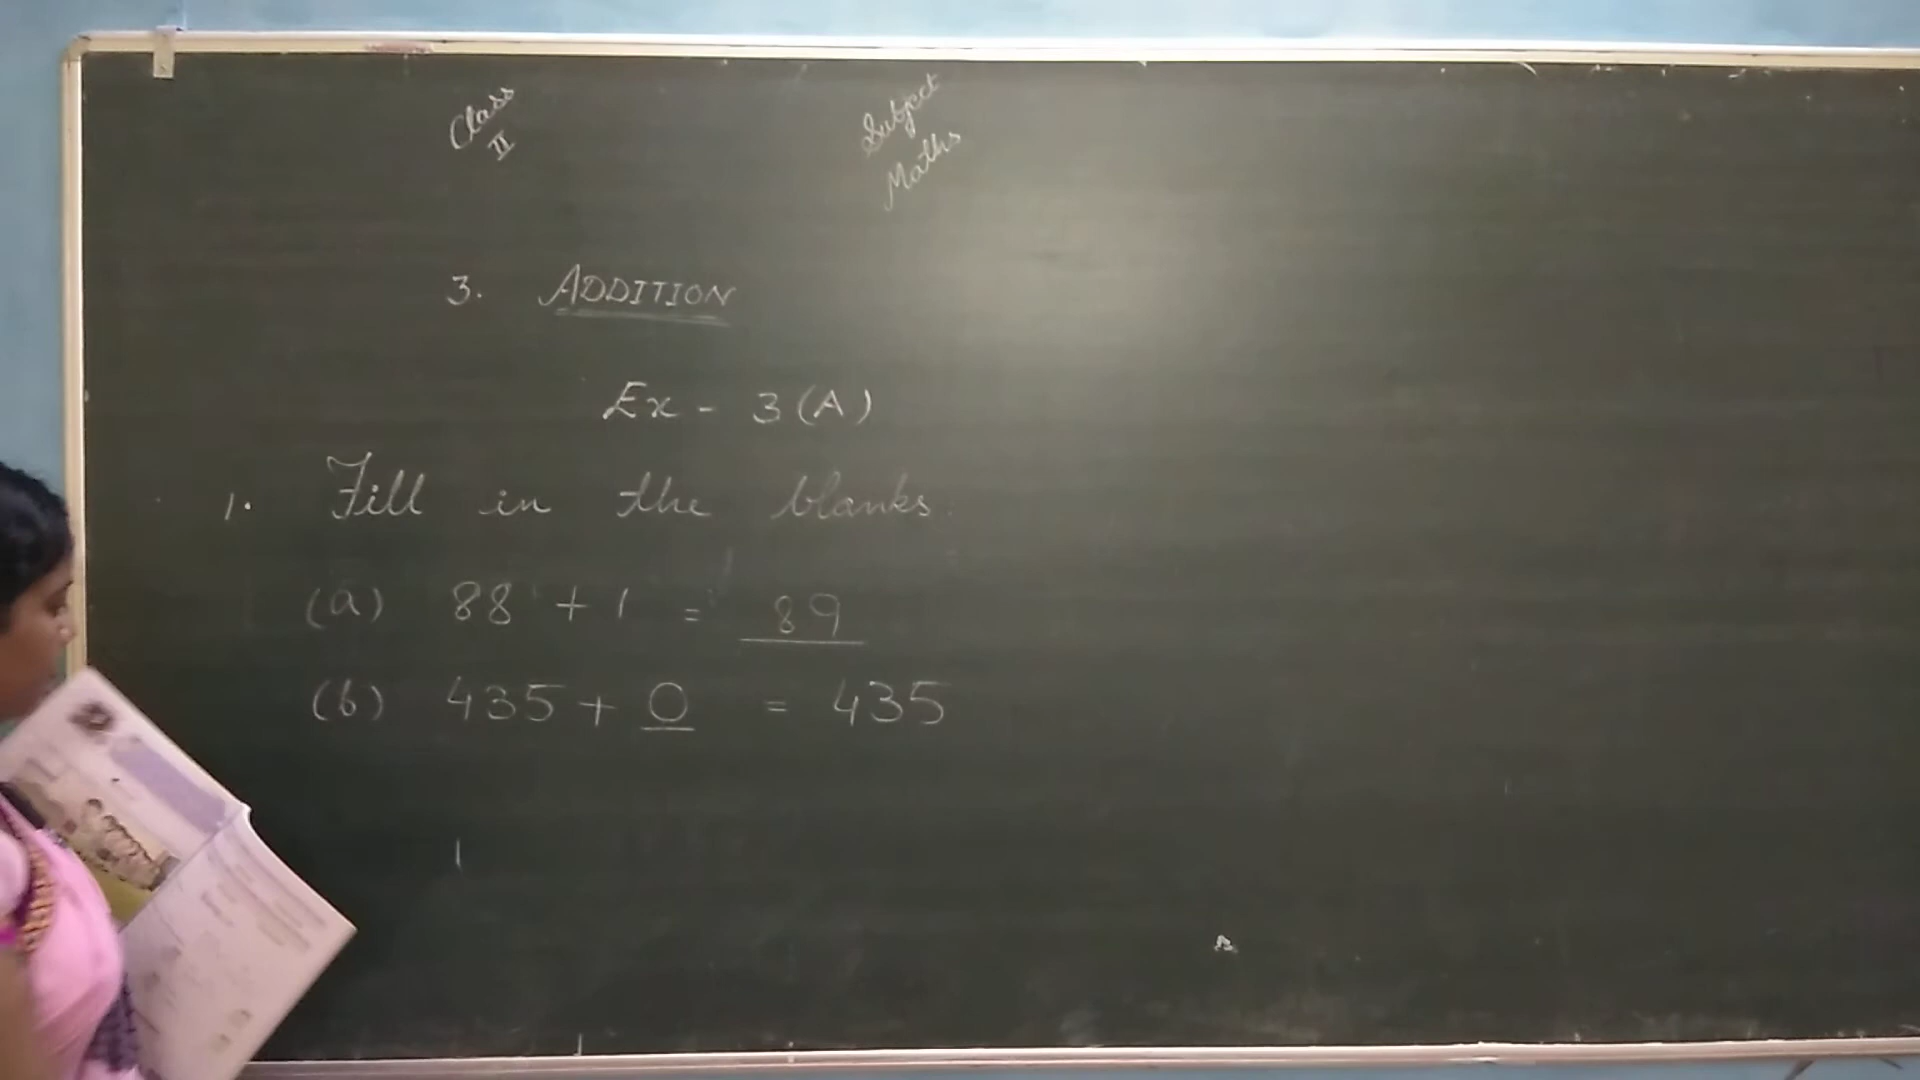 Class
II
Subject
Maths
3. ADDITION
Ex - 3 (A)
1. Fill in the blanks.
(a) 88 + 1 = 89
(b) 435 + 0 = 435